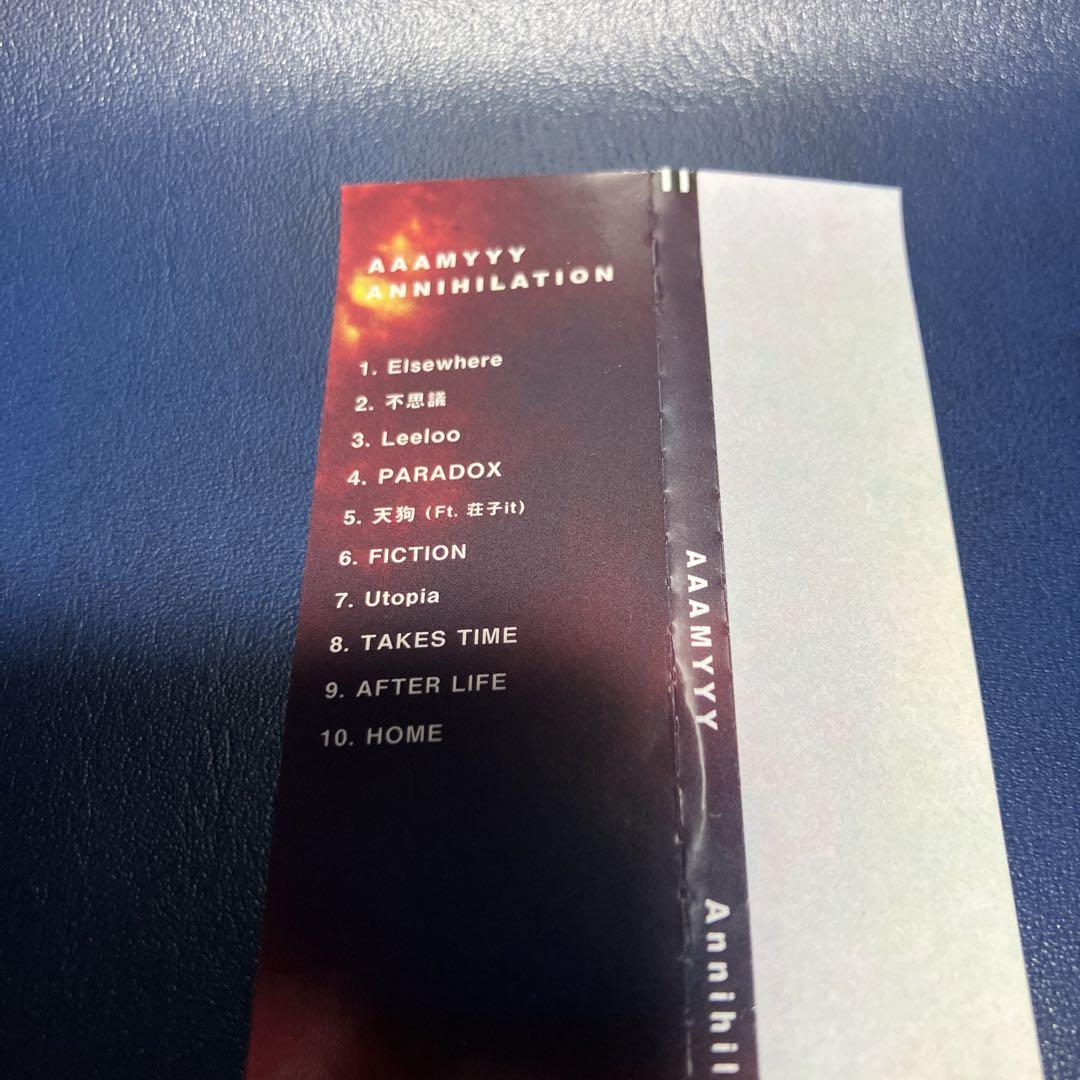 AAAMYYY
ANNIHILATION
1. Elsewhere
2. 不思議
3. Leeloo
4. PARADOX
5. 天狗 (Ft. 荘子it)
6. FICTION
7. Utopia
8. TAKES TIME
9. AFTER LIFE
10. HOME
AAAMYYY
Annihil